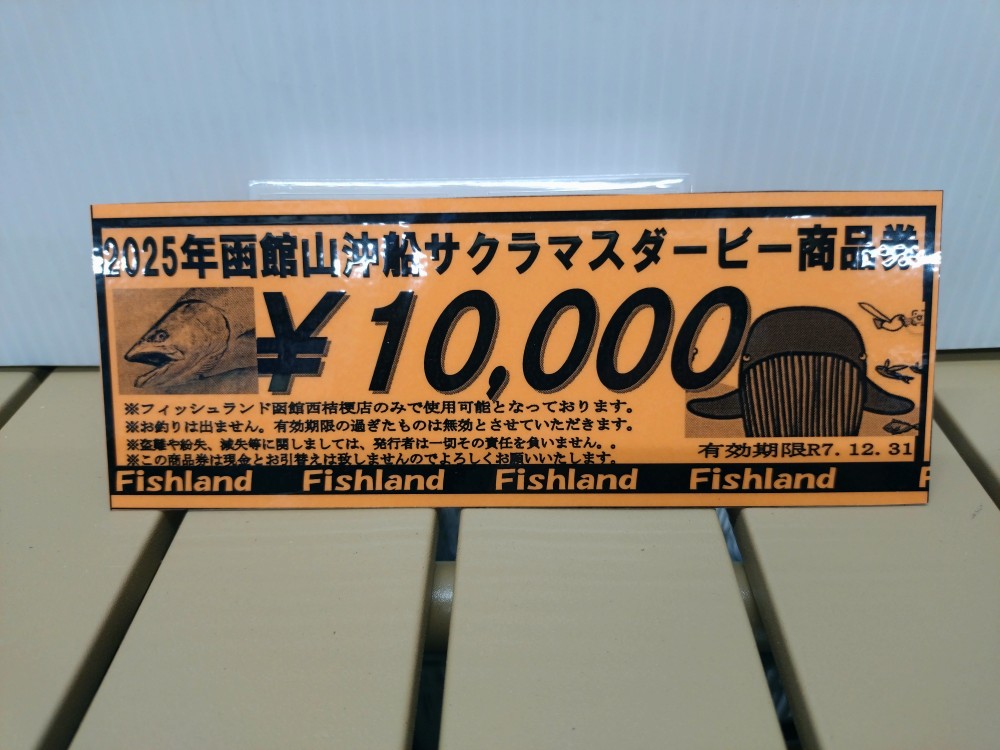 2025年函館山沖船サクラマスダービー商品券
¥10,000
※フィッシュランド函館西桔梗店のみで使用可能となっております。
※お釣りは出ません。有効期限の過ぎたものは無効とさせていただきます。
※盗難や紛失、滅失等に関しましては、発行者は一切その責任を負いません。。
※この商品券は現金とお引替えは致しませんのでよろしくお願いいたします。
有効期限R7.12.31
Fishland Fishland Fishland Fishland F